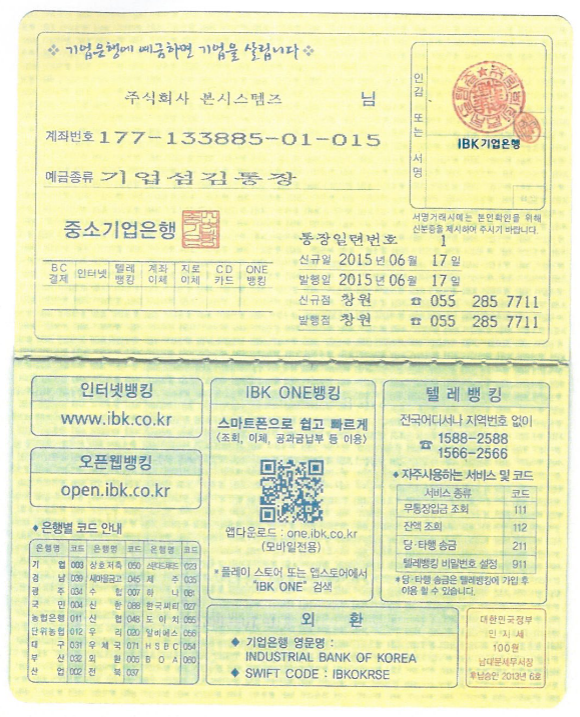 ❖ 기업은행에 예금하면 기업을 살립니다 ❖
주식회사 본시스템즈 님
계좌번호 177-133885-01-015
예금종류 기업섬김통장
중소기업은행
인감 또는 서명
IBK기업은행
서명거래시에는 본인확인을 위해
신분증을 제시하여 주시기 바랍니다.
BC결제 인터넷 텔레뱅킹 계좌이체 지로이체 CD카드 ONE뱅킹
통장일련번호 1
신규일 2015년 06월 17일
발행일 2015년 06월 17일
신규점 창원 ☎ 055 285 7711
발행점 창원 ☎ 055 285 7711
인터넷뱅킹
www.ibk.co.kr
오픈웹뱅킹
open.ibk.co.kr
◆ 은행별 코드 안내
은행명 코드 은행명 코드 은행명 코드
기업 003 상호저축 050 스탠다드차타드 023
경남 039 새마을금고 045 제주 035
광주 034 수협 007 하나 081
국민 004 신한 088 한국씨티 027
농협은행 011 신협 048 도이치 055
단위농협 012 우리 020 알비에스 058
대구 031 우체국 071 HSBC 054
부산 032 외환 005 BOA 060
산업 002 전북 037
IBK ONE뱅킹
스마트폰으로 쉽고 빠르게
(조회, 이체, 공과금납부 등 이용)
앱다운로드 : one.ibk.co.kr
(모바일전용)
* 플레이 스토어 또는 앱스토어에서
"IBK ONE" 검색
텔레뱅킹
전국어디서나 지역번호 없이
☎ 1588-2588
1566-2566
◆ 자주사용하는 서비스 및 코드
서비스 종류 코드
무통장입금 조회 111
잔액 조회 112
당·타행 송금 211
텔레뱅킹 비밀번호 설정 911
* 당·타행 송금은 텔레뱅킹에 가입 후
이용 할 수 있습니다.
외환
◆ 기업은행 영문명 :
INDUSTRIAL BANK OF KOREA
◆ SWIFT CODE : IBKOKRSE
대한민국정부
인지세
100원
남대문세무서장
후납승인 2013년 6호